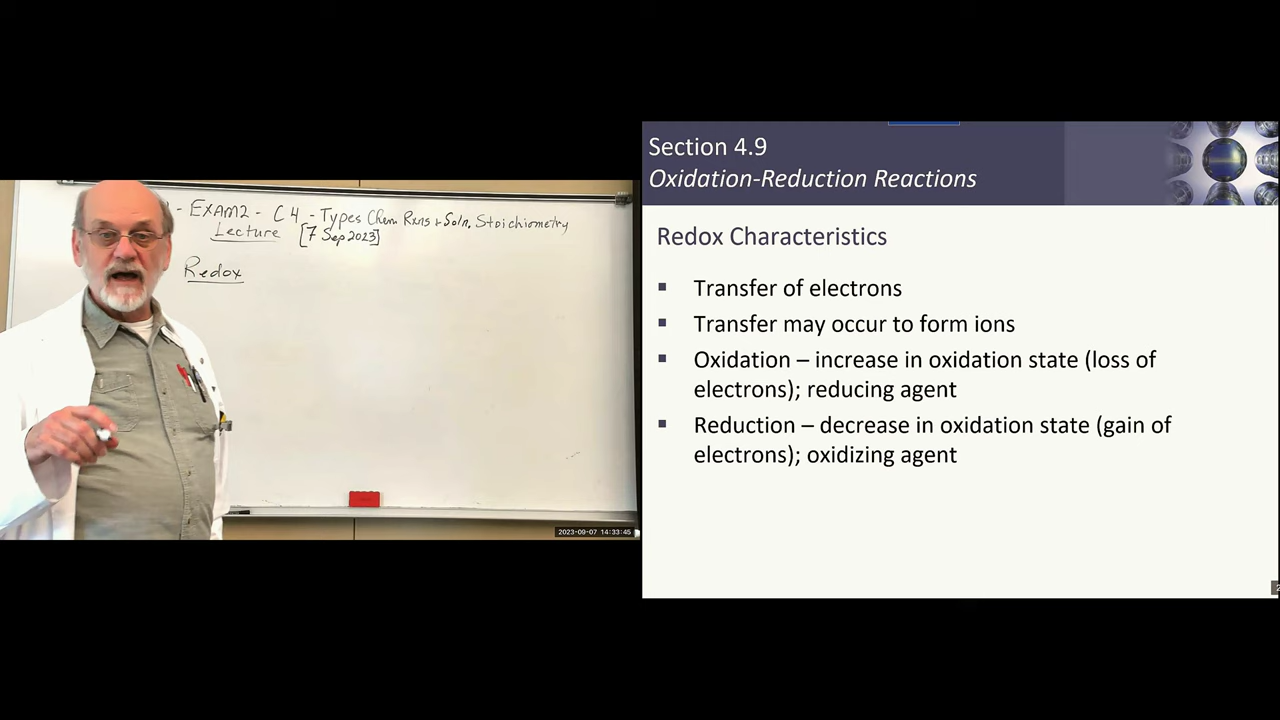 - EXAM2 - C4 - Types Chem Rxns + Soln. Stoichiometry
Lecture [7 Sep 2023]
Redox
2023-09-07 14:33:45
Section 4.9
Oxidation-Reduction Reactions
Redox Characteristics
▪ Transfer of electrons
▪ Transfer may occur to form ions
▪ Oxidation – increase in oxidation state (loss of
electrons); reducing agent
▪ Reduction – decrease in oxidation state (gain of
electrons); oxidizing agent